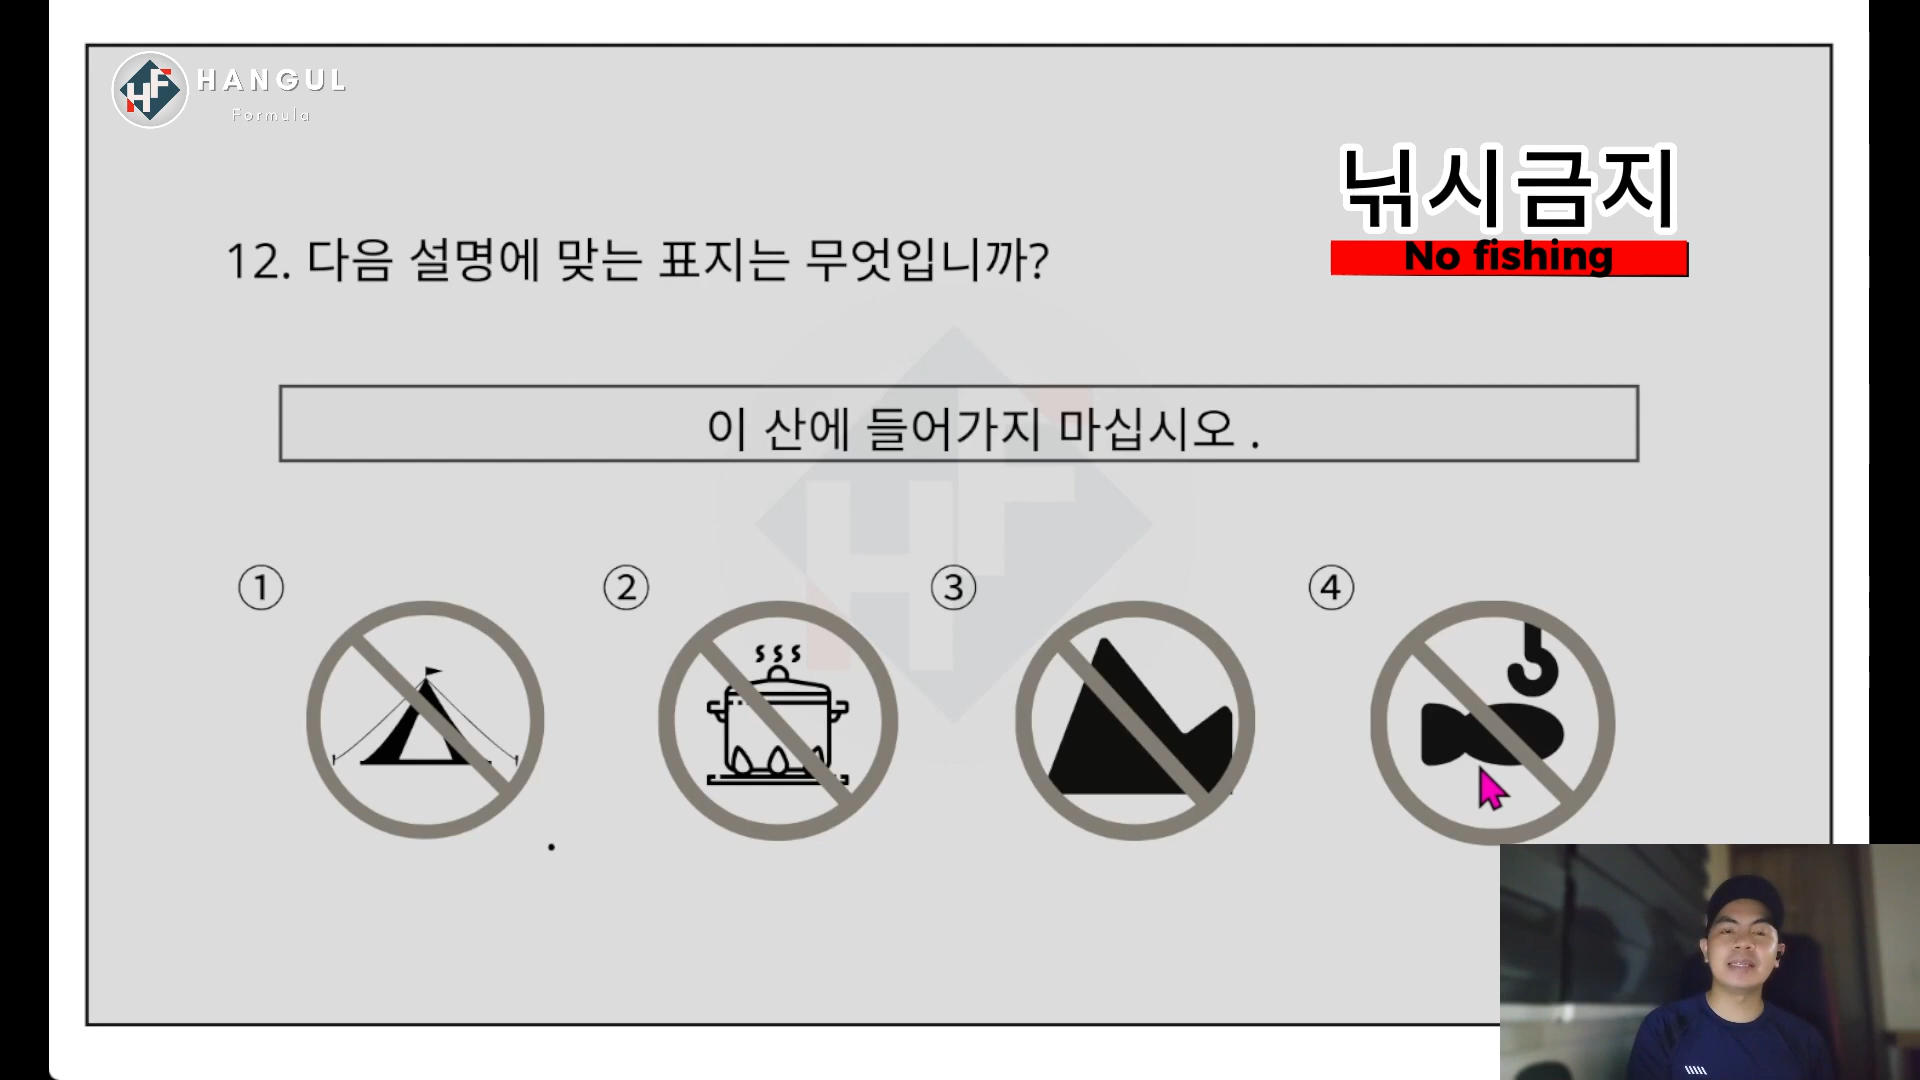 HANGUL
Formula
낚시금지
No fishing
12. 다음 설명에 맞는 표지는 무엇입니까?
이 산에 들어가지 마십시오 .
① ② ③ ④